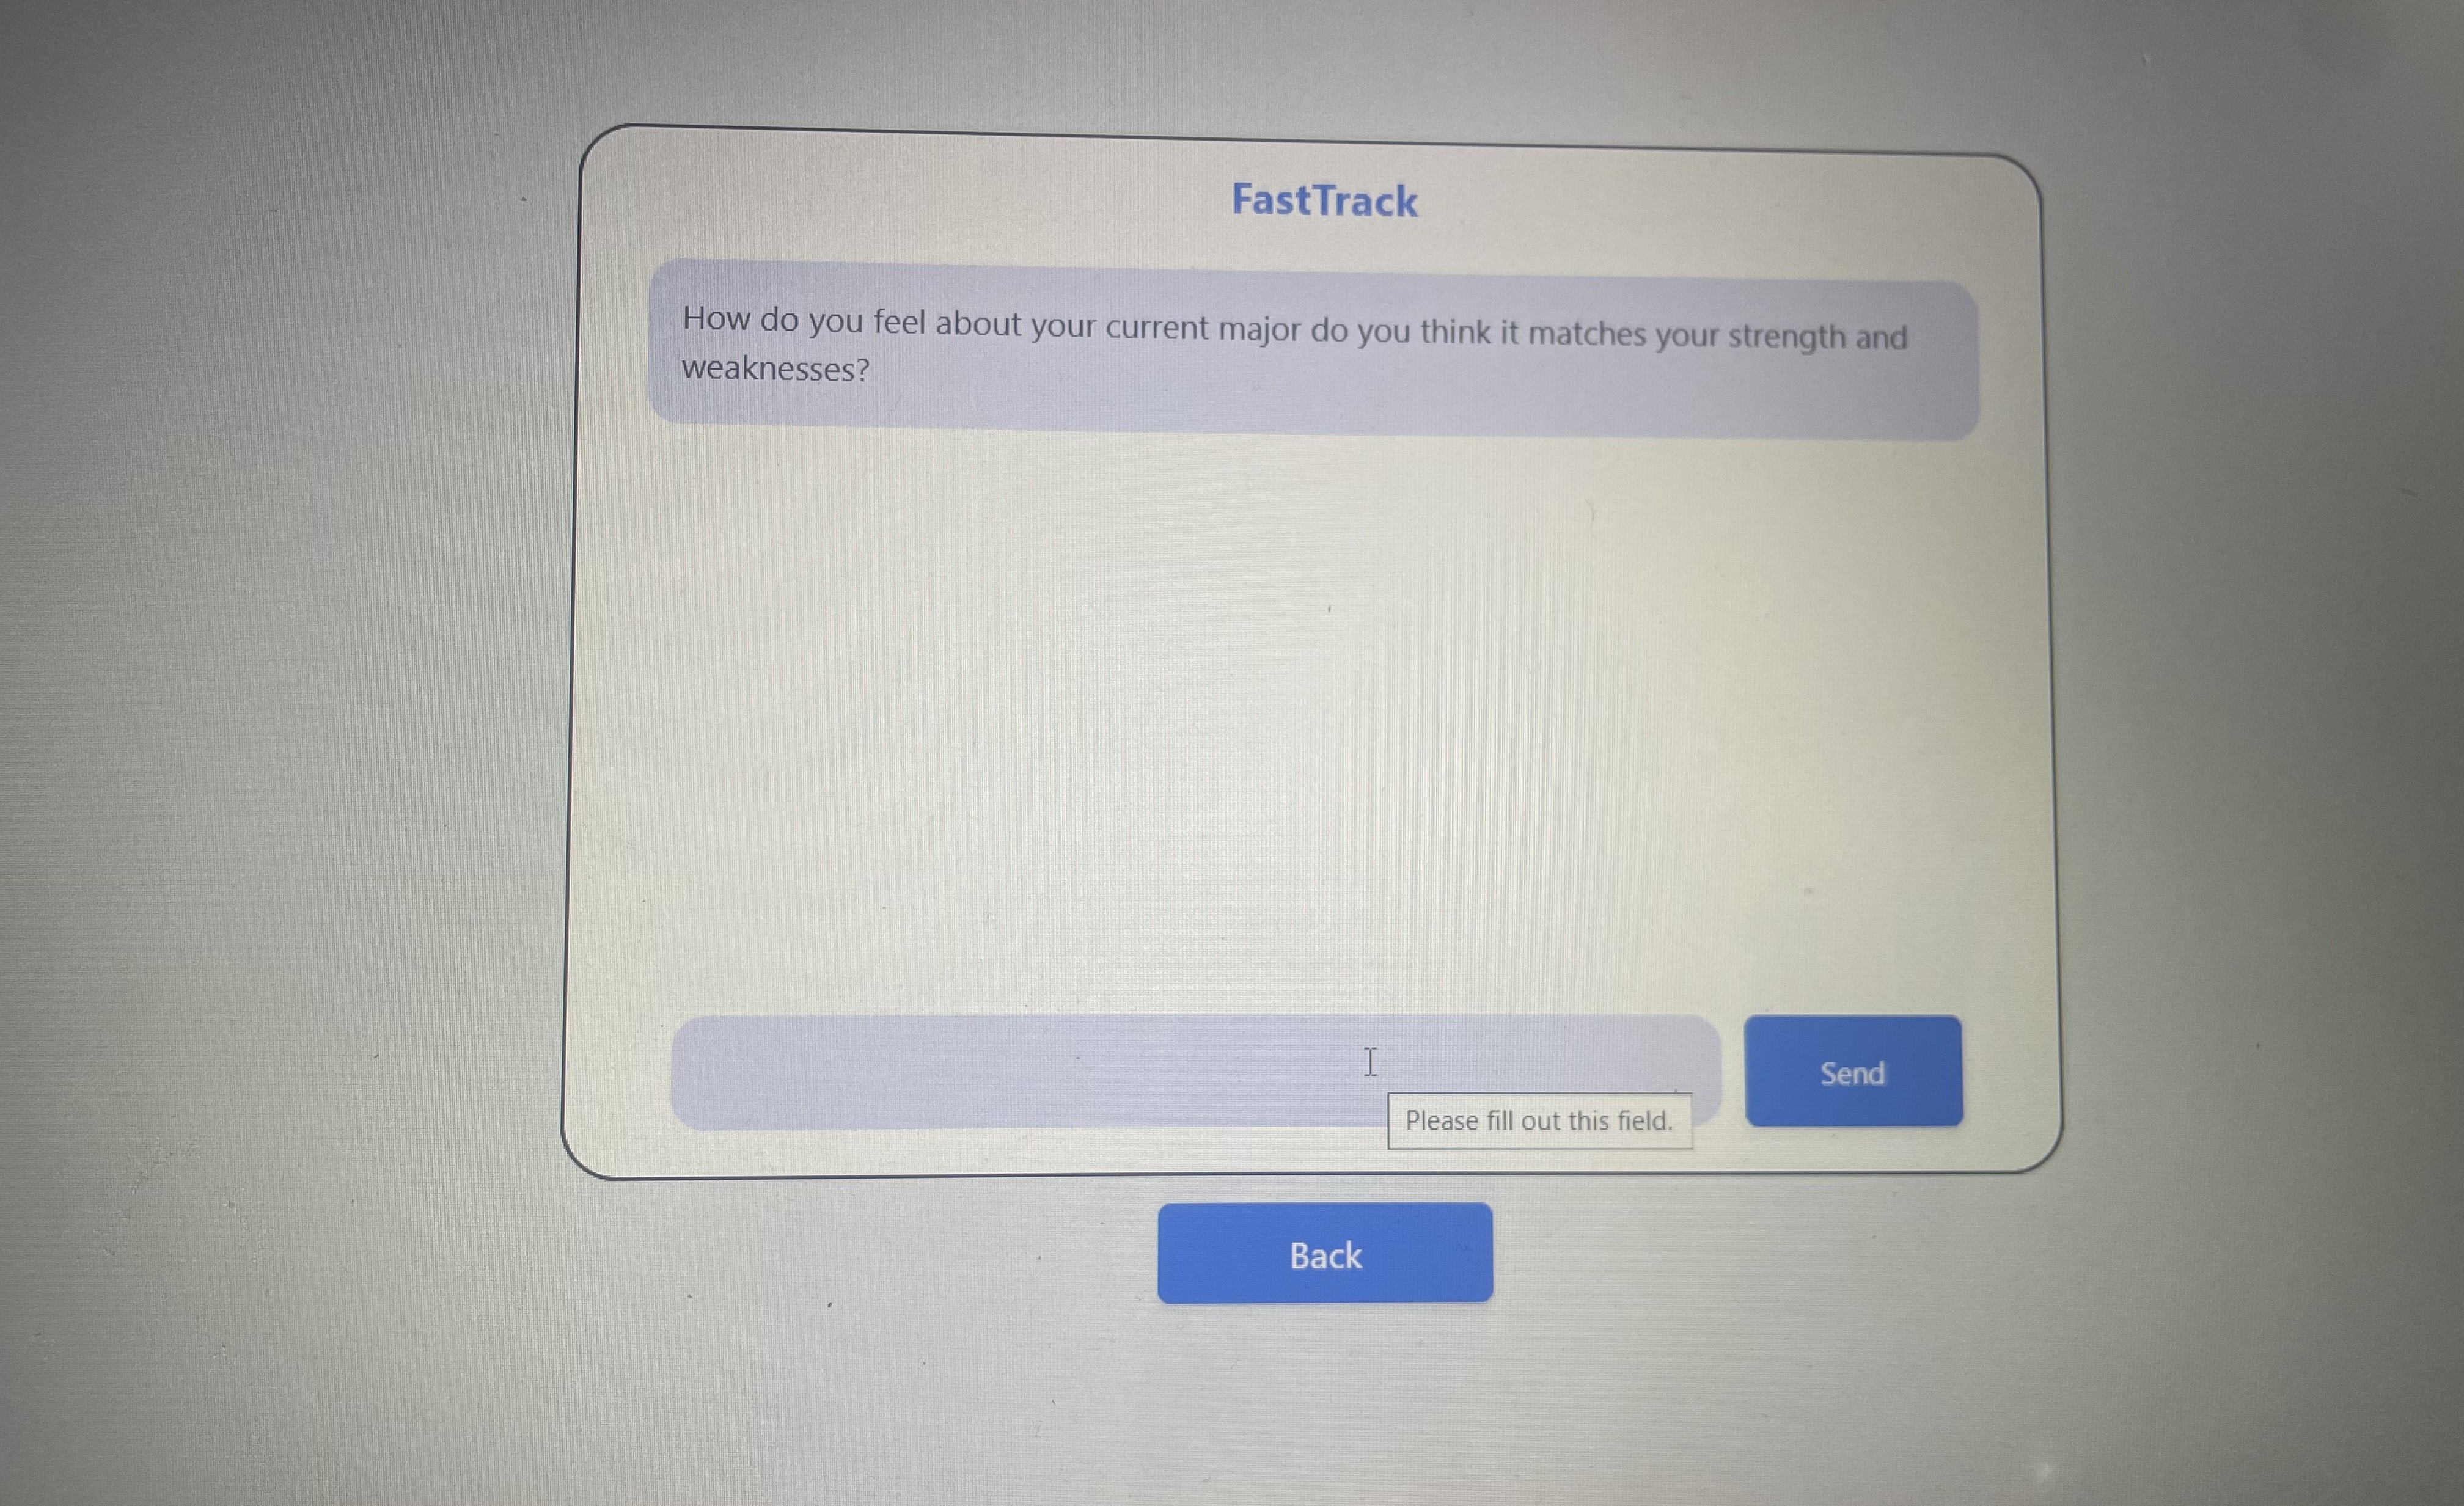 FastTrack
How do you feel about your current major do you think it matches your strength and
weaknesses?
Send
Please fill out this field.
Back